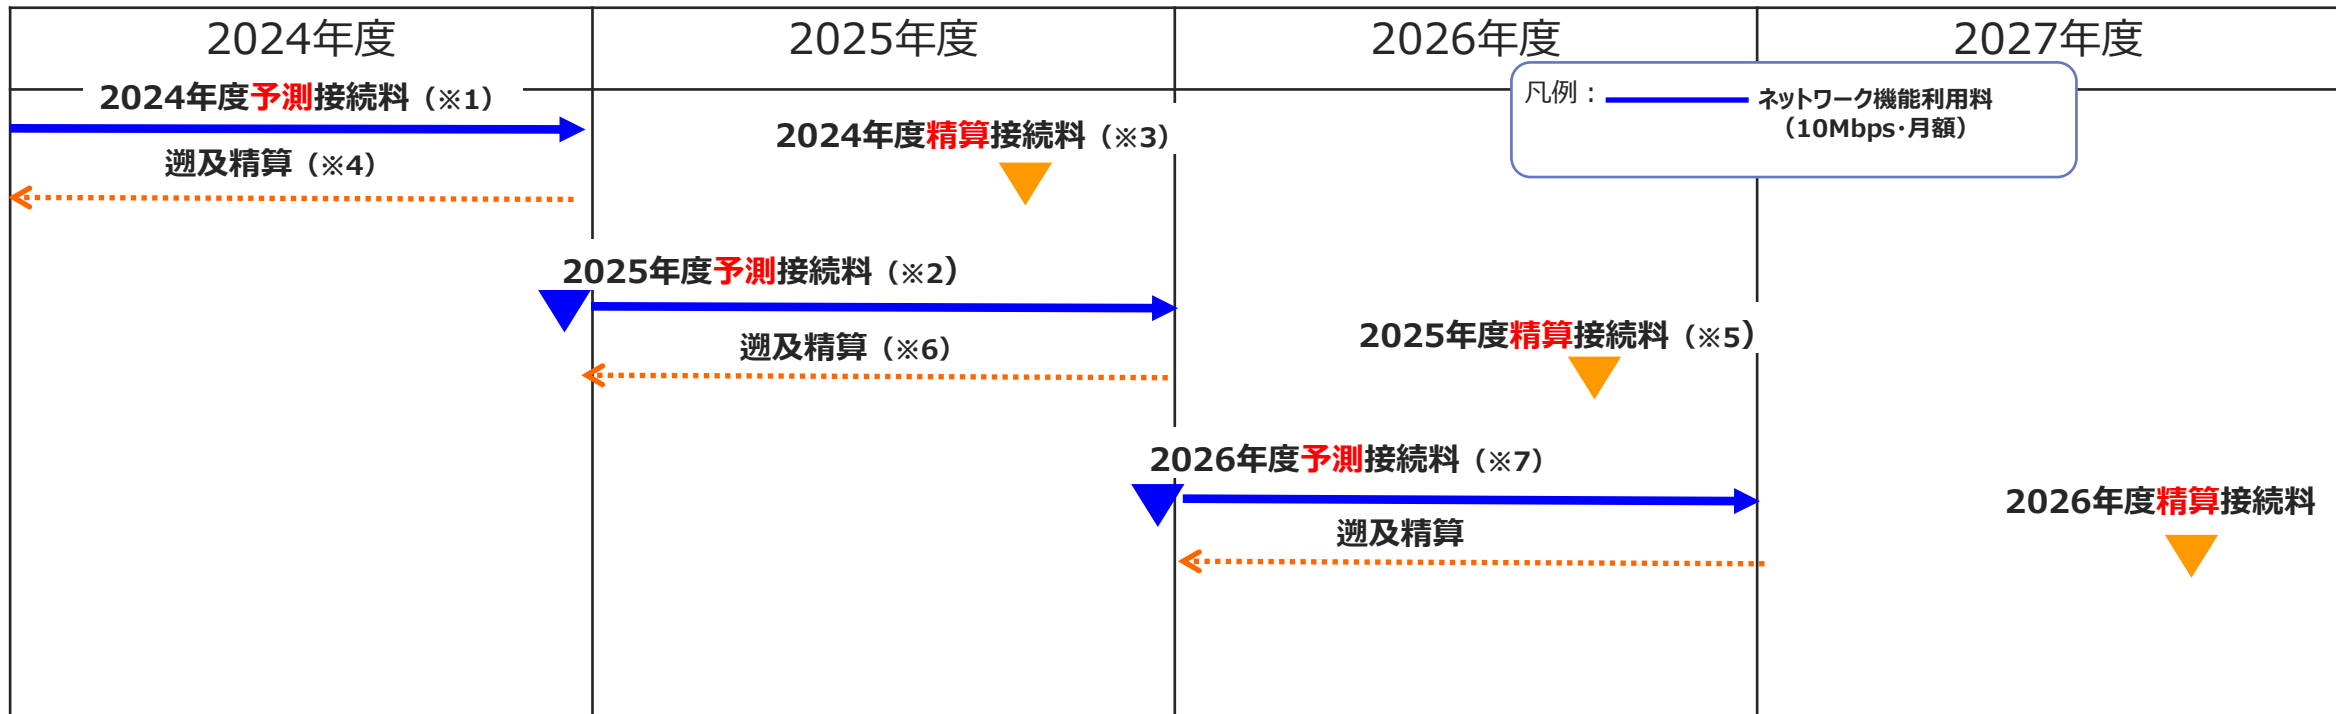 2024年度
2025年度
2026年度
2027年度
凡例：
ネットワーク機能利用料
（10Mbps･月額）
2024年度予測接続料（※1）
2024年度精算接続料（※3）
遡及精算（※4）
2025年度予測接続料（※2）
2025年度精算接続料（※5）
遡及精算（※6）
2026年度予測接続料（※7）
2026年度精算接続料
遡及精算